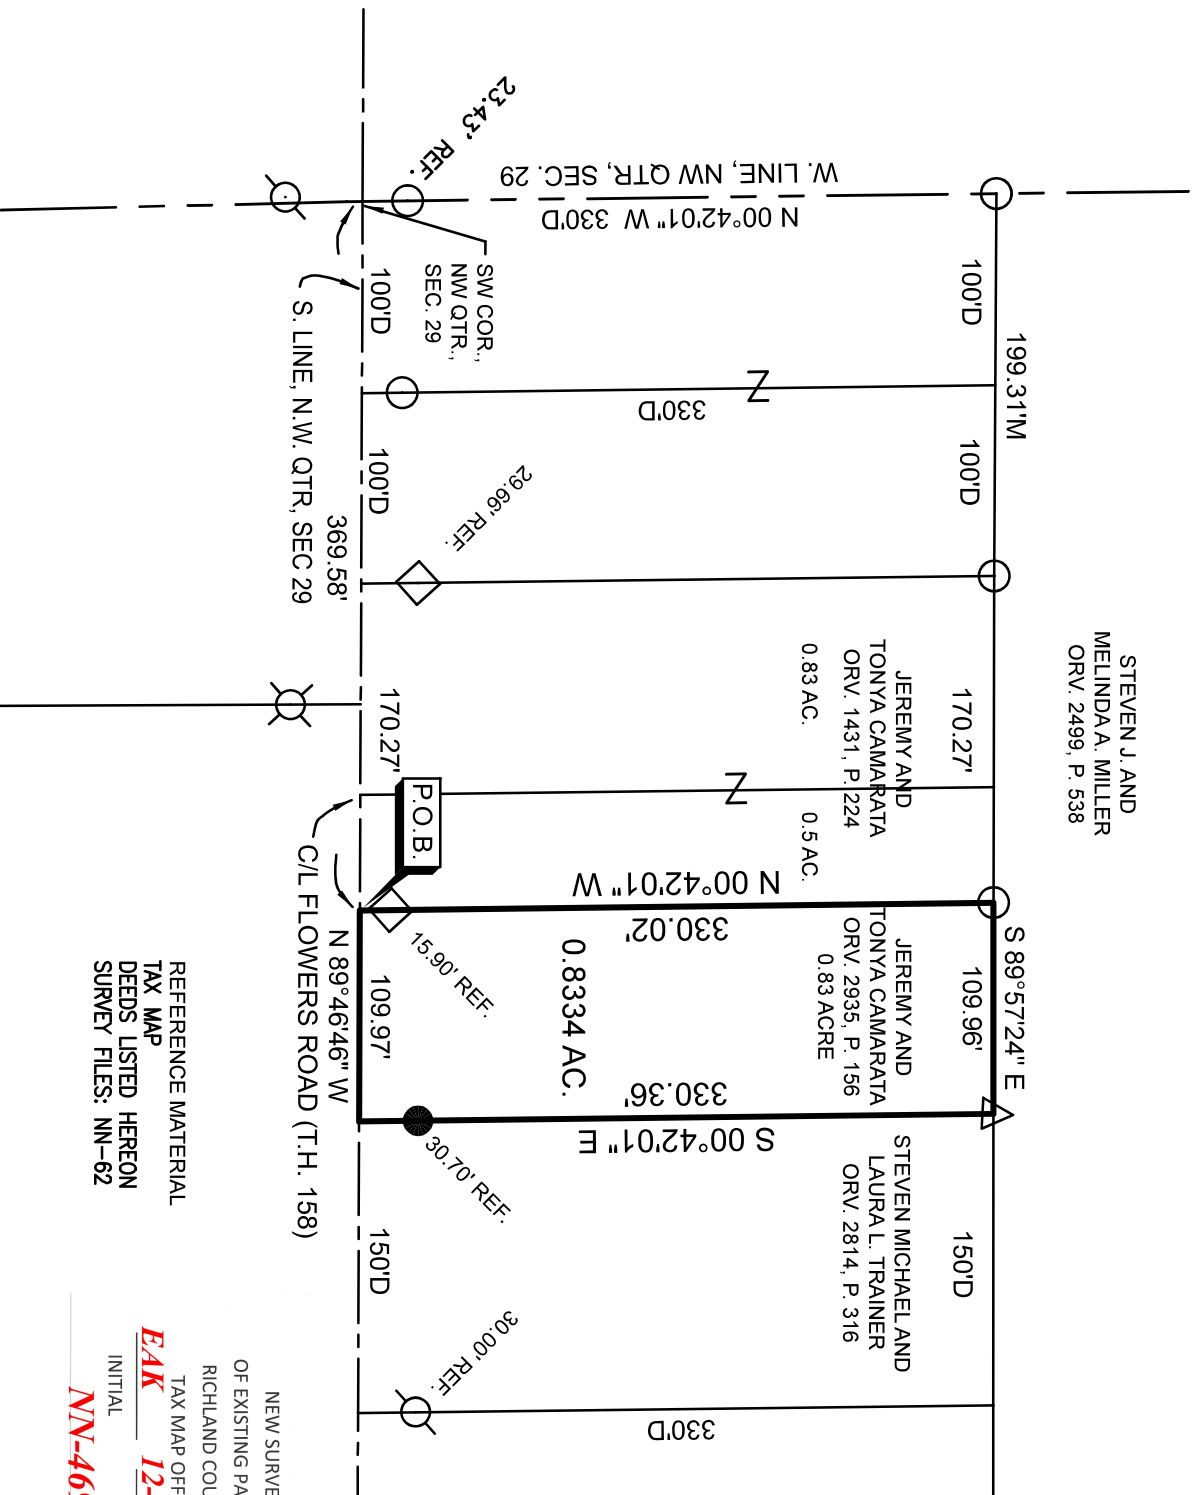 STEVEN J. AND
MELINDA A. MILLER
ORV. 2499, P. 538
W. LINE, NW QTR, SEC. 29
N 00°42'01" W 330'D
23.43' REF.
SW COR.,
NW QTR.,
SEC. 29
100'D
199.31'M
100'D
170.27'
S 89°57'24" E
109.96'
150'D
330'D
29.66' REF.
JEREMY AND
TONYA CAMARATA
ORV. 1431, P. 224
0.83 AC.
0.5 AC.
N 00°42'01" W
330.02'
JEREMY AND
TONYA CAMARATA
ORV. 2935, P. 156
0.83 ACRE
0.8334 AC.
330.36'
S 00°42'01" E
STEVEN MICHAEL AND
LAURA L. TRAINER
ORV. 2814, P. 316
330'D
P.O.B.
15.90' REF.
30.70' REF.
30.00' REF.
100'D
100'D
170.27'
109.97'
150'D
369.58'
N 89°46'46" W
S. LINE, N.W. QTR, SEC 29
C/L FLOWERS ROAD (T.H. 158)
REFERENCE MATERIAL
TAX MAP
DEEDS LISTED HEREON
SURVEY FILES: NN-62
NEW
OF EXISTING
RICHLAND
TAX MAP
EAK 12-
INITIAL